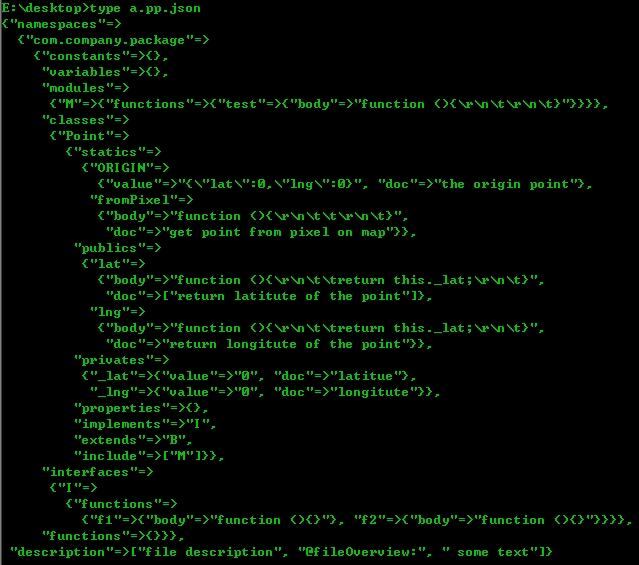 E:\desktop>type a.pp.json
{"namespaces"=>
  {"com.company.package"=>
    {"constants"=>{},
     "variables"=>{},
     "modules"=>
      {"M"=>{"functions"=>{"test"=>{"body"=>"function (){\r\n\t\r\n\t}"}}}},
     "classes"=>
      {"Point"=>
        {"statics"=>
          {"ORIGIN"=>
            {"value"=>"{\"lat\":0,\"lng\":0}", "doc"=>"the origin point"},
           "fromPixel"=>
            {"body"=>"function (){\r\n\t\t\r\n\t}",
             "doc"=>"get point from pixel on map"}},
         "publics"=>
          {"lat"=>
            {"body"=>"function (){\r\n\t\treturn this._lat;\r\n\t}",
             "doc"=>["return latitute of the point"]},
           "lng"=>
            {"body"=>"function (){\r\n\t\treturn this._lat;\r\n\t}",
             "doc"=>"return longitute of the point"}},
         "privates"=>
          {"_lat"=>{"value"=>"0", "doc"=>"latitue"},
           "_lng"=>{"value"=>"0", "doc"=>"longitute"}},
         "properties"=>{},
         "implements"=>"I",
         "extends"=>"B",
         "include"=>["M"]}},
     "interfaces"=>
      {"I"=>
        {"functions"=>
          {"f1"=>{"body"=>"function (){}"}, "f2"=>{"body"=>"function (){}"}}}},
     "functions"=>{}}},
 "description"=>["file description", "@fileOverview:", " some text"]}